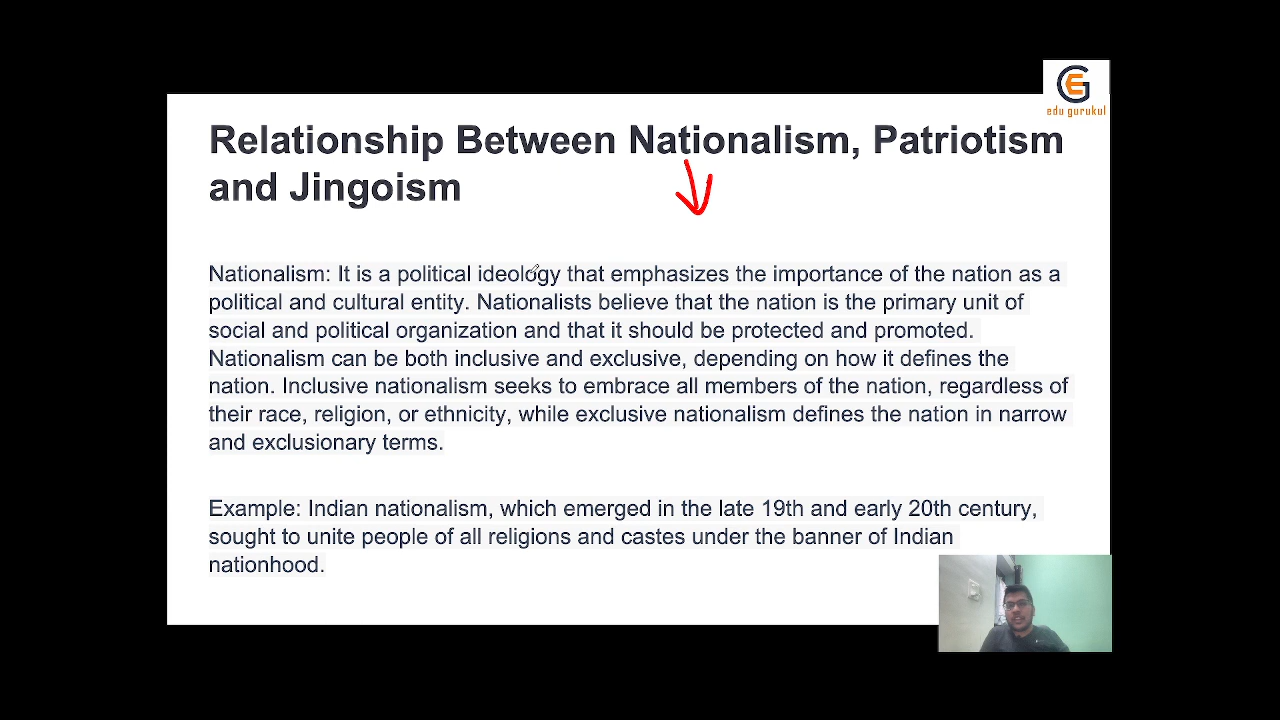 edu gurukul
Relationship Between Nationalism, Patriotism
and Jingoism
Nationalism: It is a political ideology that emphasizes the importance of the nation as a
political and cultural entity. Nationalists believe that the nation is the primary unit of
social and political organization and that it should be protected and promoted.
Nationalism can be both inclusive and exclusive, depending on how it defines the
nation. Inclusive nationalism seeks to embrace all members of the nation, regardless of
their race, religion, or ethnicity, while exclusive nationalism defines the nation in narrow
and exclusionary terms.
Example: Indian nationalism, which emerged in the late 19th and early 20th century,
sought to unite people of all religions and castes under the banner of Indian
nationhood.